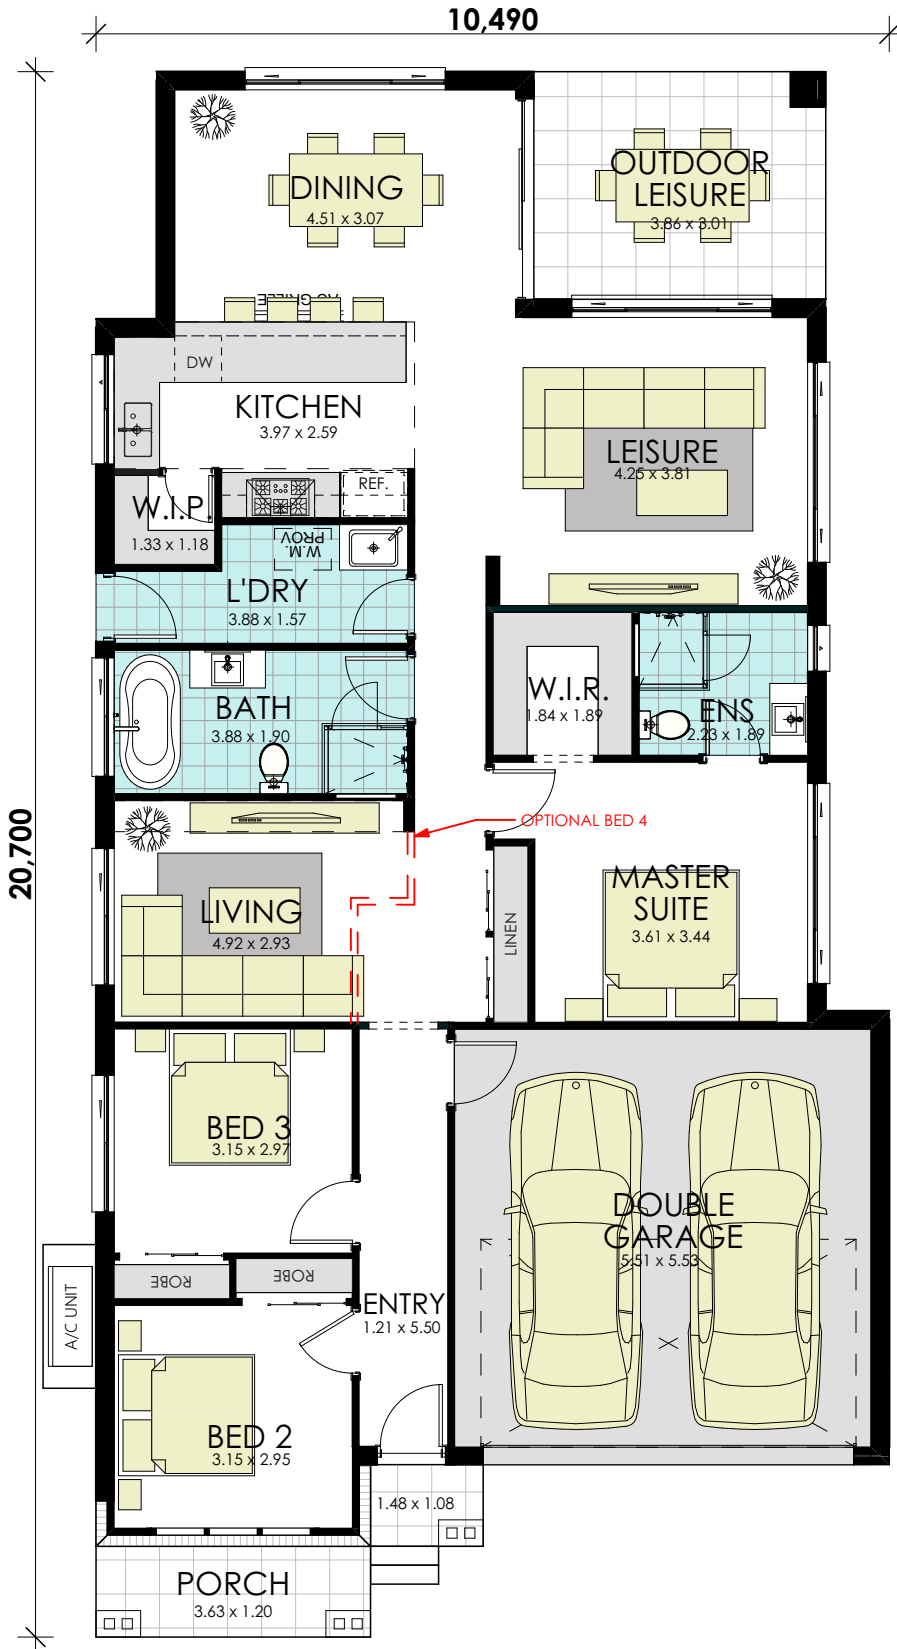 10,490
20,700
DINING
4.51 x 3.07
OUTDOOR
LEISURE
3.86 x 3.01
AC GRILLE
DW
KITCHEN
3.97 x 2.59
LEISURE
4.25 x 3.81
REF.
W.I.P.
1.33 x 1.18
W.M.
PROV
L'DRY
3.88 x 1.57
BATH
3.88 x 1.90
W.I.R.
1.84 x 1.89
ENS
2.23 x 1.89
OPTIONAL BED 4
LIVING
4.92 x 2.93
LINEN
MASTER
SUITE
3.61 x 3.44
BED 3
3.15 x 2.97
DOUBLE
GARAGE
5.51 x 5.53
ROBE
ROBE
A/C UNIT
ENTRY
1.21 x 5.50
BED 2
3.15 x 2.95
1.48 x 1.08
PORCH
3.63 x 1.20